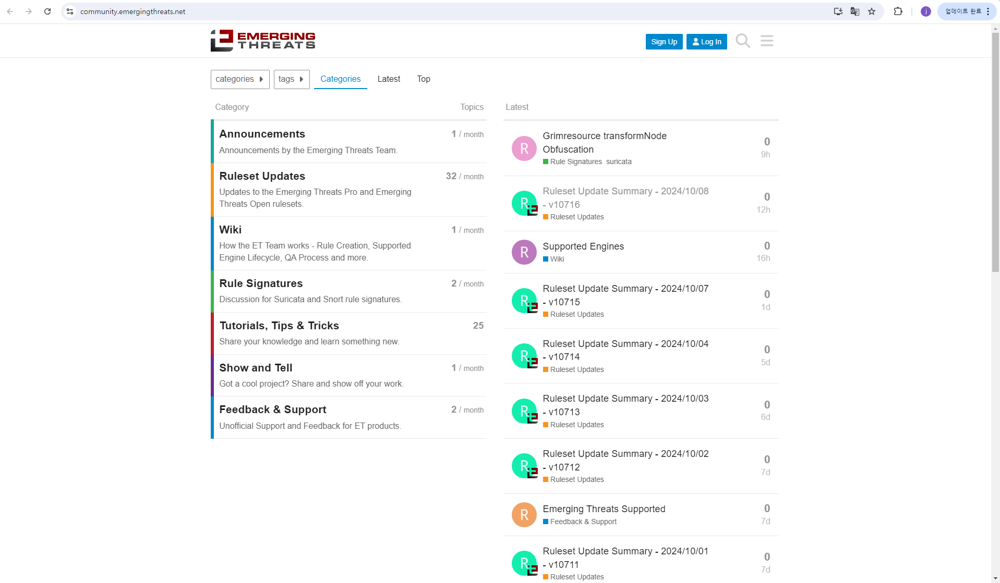 community.emergingthreats.net
j
업데이트 완료
EMERGING
THREATS
Sign Up
Log In
categories
tags
Categories
Latest
Top
Category
Topics
Announcements
1 / month
Announcements by the Emerging Threats Team.
Ruleset Updates
32 / month
Updates to the Emerging Threats Pro and Emerging
Threats Open rulesets.
Wiki
1 / month
How the ET Team works - Rule Creation, Supported
Engine Lifecycle, QA Process and more.
Rule Signatures
2 / month
Discussion for Suricata and Snort rule signatures.
Tutorials, Tips & Tricks
25
Share your knowledge and learn something new.
Show and Tell
1 / month
Got a cool project? Share and show off your work.
Feedback & Support
2 / month
Unofficial Support and Feedback for ET products.
Latest
R
Grimresource transformNode
Obfuscation
Rule Signatures suricata
0
9h
R
Ruleset Update Summary - 2024/10/08
- v10716
Ruleset Updates
0
12h
R
Supported Engines
Wiki
0
16h
R
Ruleset Update Summary - 2024/10/07
- v10715
Ruleset Updates
0
1d
R
Ruleset Update Summary - 2024/10/04
- v10714
Ruleset Updates
0
5d
R
Ruleset Update Summary - 2024/10/03
- v10713
Ruleset Updates
0
6d
R
Ruleset Update Summary - 2024/10/02
- v10712
Ruleset Updates
0
7d
R
Emerging Threats Supported
Feedback & Support
0
7d
R
Ruleset Update Summary - 2024/10/01
- v10711
Ruleset Updates
0
7d